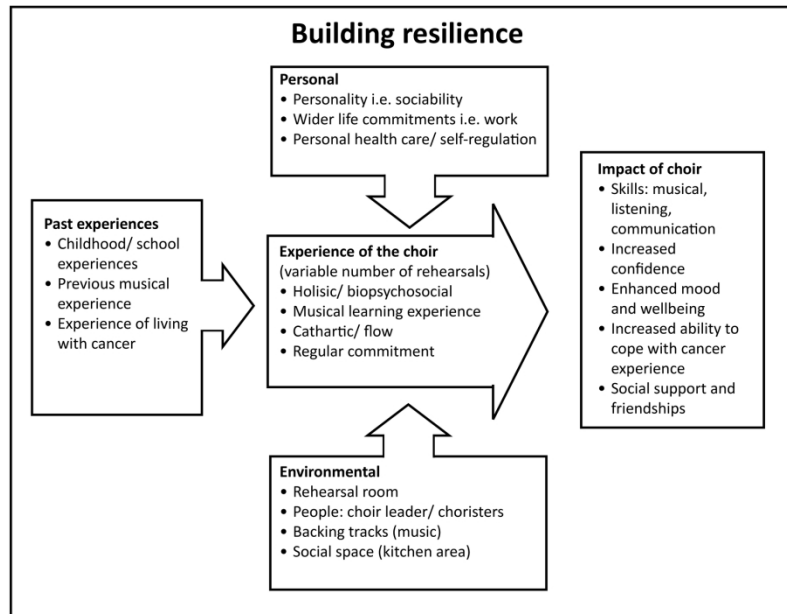 Building resilience
Personal
• Personality i.e. sociability
• Wider life commitments i.e. work
• Personal health care/ self-regulation
Past experiences
• Childhood/ school
experiences
• Previous musical
experience
• Experience of living
with cancer
Experience of the choir
(variable number of rehearsals)
• Holisic/ biopsychosocial
• Musical learning experience
• Cathartic/ flow
• Regular commitment
Impact of choir
• Skills: musical,
listening,
communication
• Increased
confidence
• Enhanced mood
and wellbeing
• Increased ability to
cope with cancer
experience
• Social support and
friendships
Environmental
• Rehearsal room
• People: choir leader/ choristers
• Backing tracks (music)
• Social space (kitchen area)